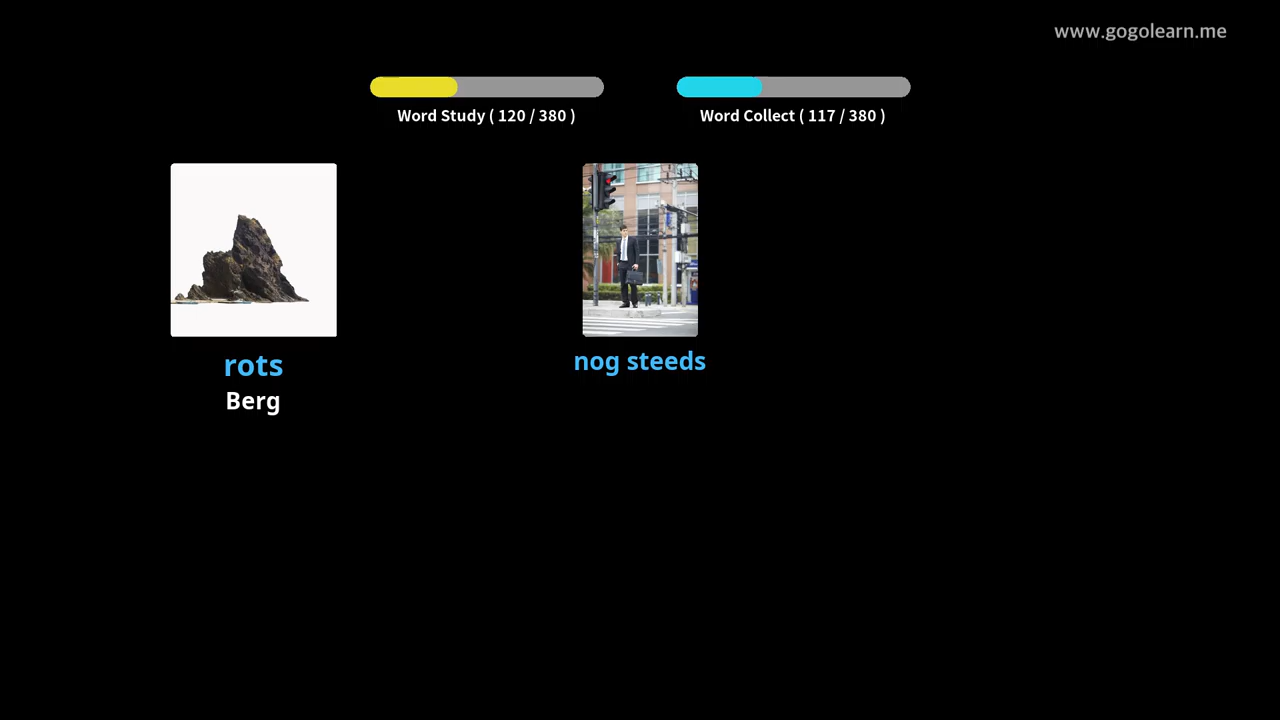 www.gogolearn.me
Word Study ( 120 / 380 )
Word Collect ( 117 / 380 )
rots
Berg
nog steeds